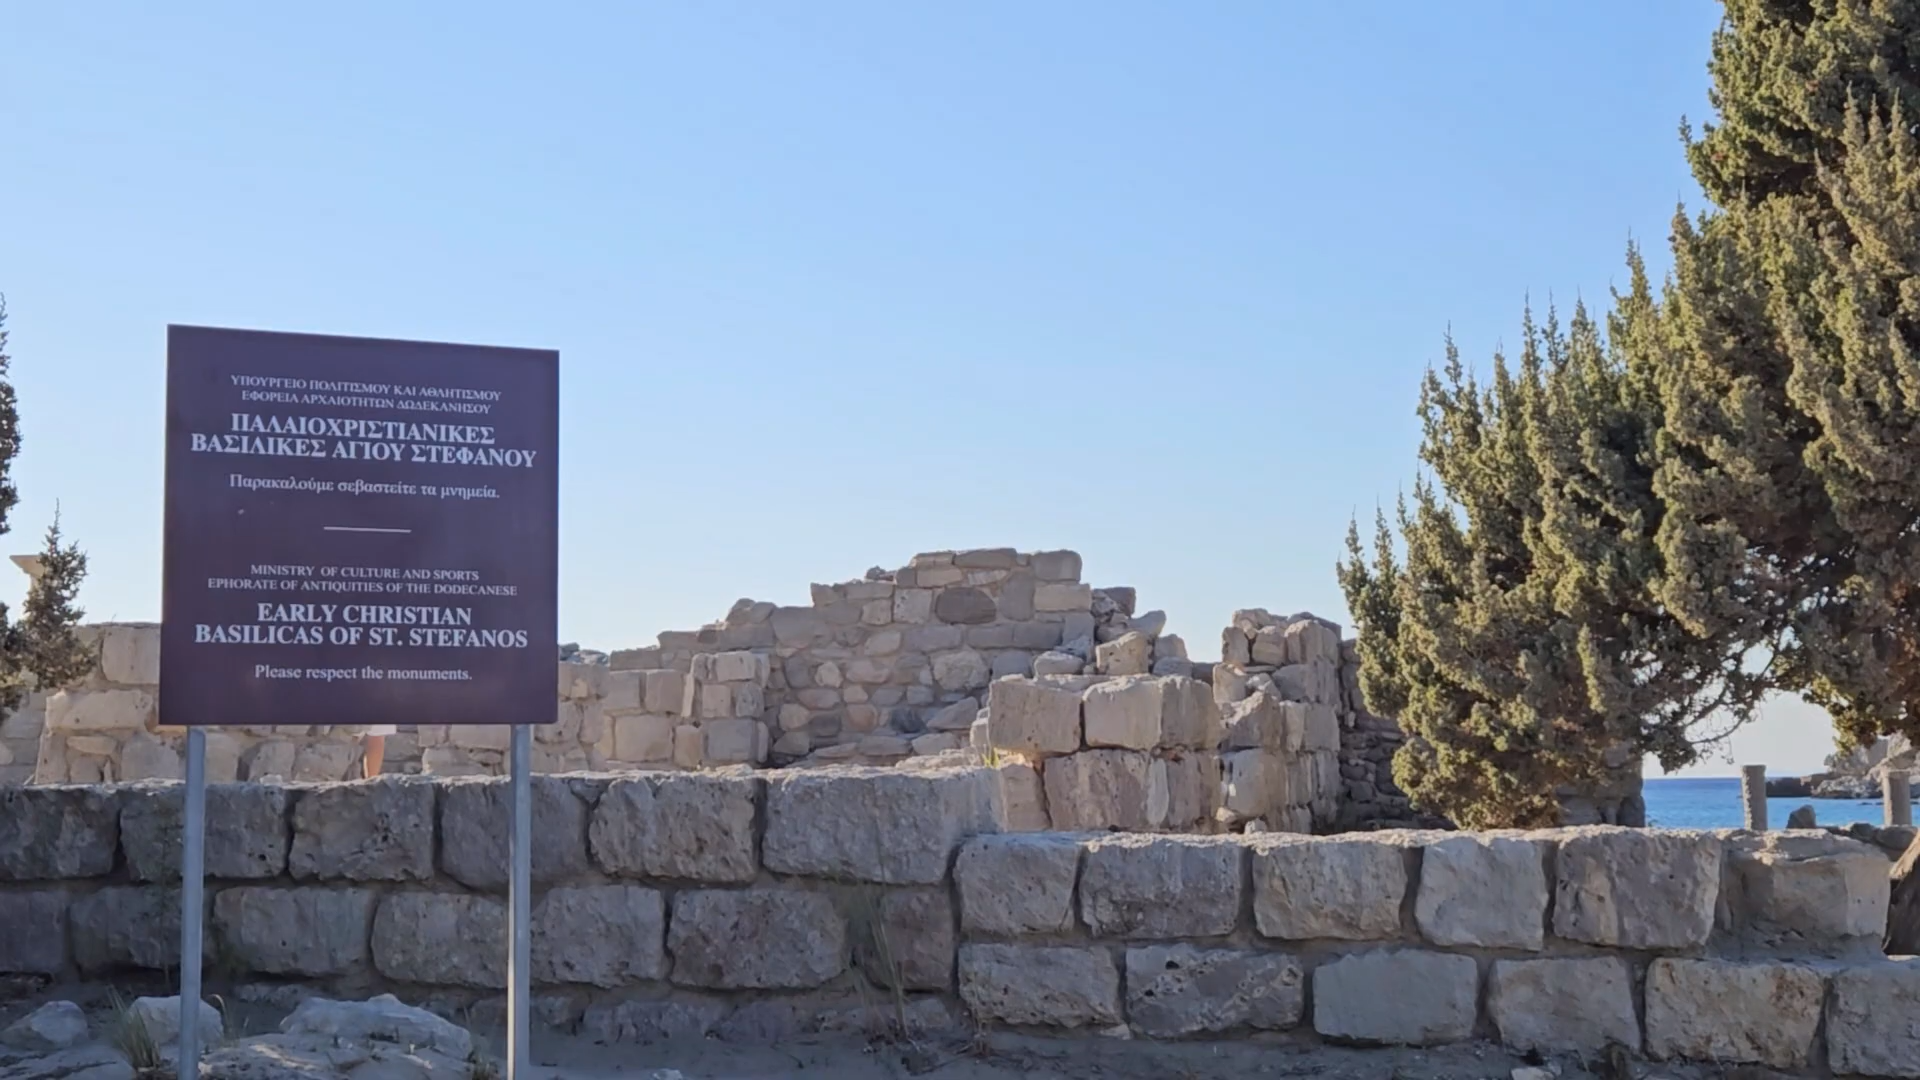 ΥΠΟΥΡΓΕΙΟ ΠΟΛΙΤΙΣΜΟΥ ΚΑΙ ΑΘΛΗΤΙΣΜΟΥ
ΕΦΟΡΕΙΑ ΑΡΧΑΙΟΤΗΤΩΝ ΔΩΔΕΚΑΝΗΣΟΥ
ΠΑΛΑΙΟΧΡΙΣΤΙΑΝΙΚΕΣ
ΒΑΣΙΛΙΚΕΣ ΑΓΙΟΥ ΣΤΕΦΑΝΟΥ
Παρακαλούμε σεβαστείτε τα μνημεία.
MINISTRY OF CULTURE AND SPORTS
EPHORATE OF ANTIQUITIES OF THE DODECANESE
EARLY CHRISTIAN
BASILICAS OF ST. STEFANOS
Please respect the monuments.